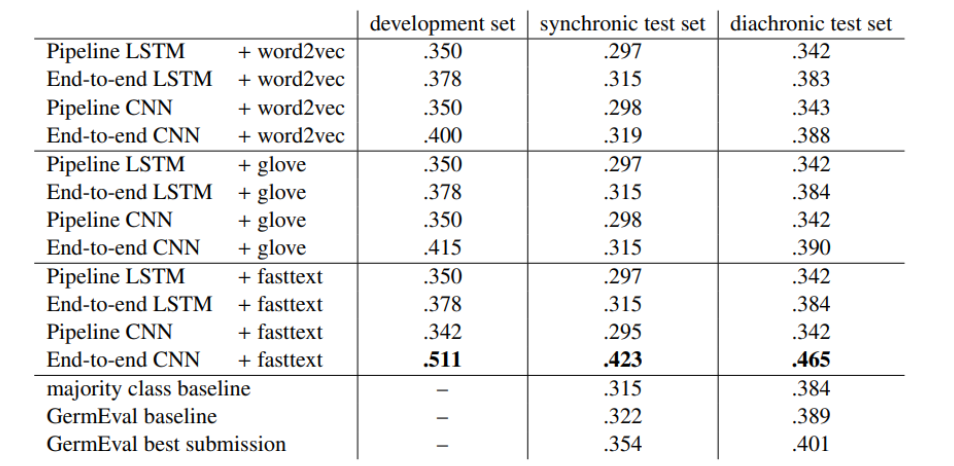 development set synchronic test set diachronic test set
Pipeline LSTM + word2vec .350 .297 .342
End-to-end LSTM + word2vec .378 .315 .383
Pipeline CNN + word2vec .350 .298 .343
End-to-end CNN + word2vec .400 .319 .388
Pipeline LSTM + glove .350 .297 .342
End-to-end LSTM + glove .378 .315 .384
Pipeline CNN + glove .350 .298 .342
End-to-end CNN + glove .415 .315 .390
Pipeline LSTM + fasttext .350 .297 .342
End-to-end LSTM + fasttext .378 .315 .384
Pipeline CNN + fasttext .342 .295 .342
End-to-end CNN + fasttext .511 .423 .465
majority class baseline – .315 .384
GermEval baseline – .322 .389
GermEval best submission – .354 .401